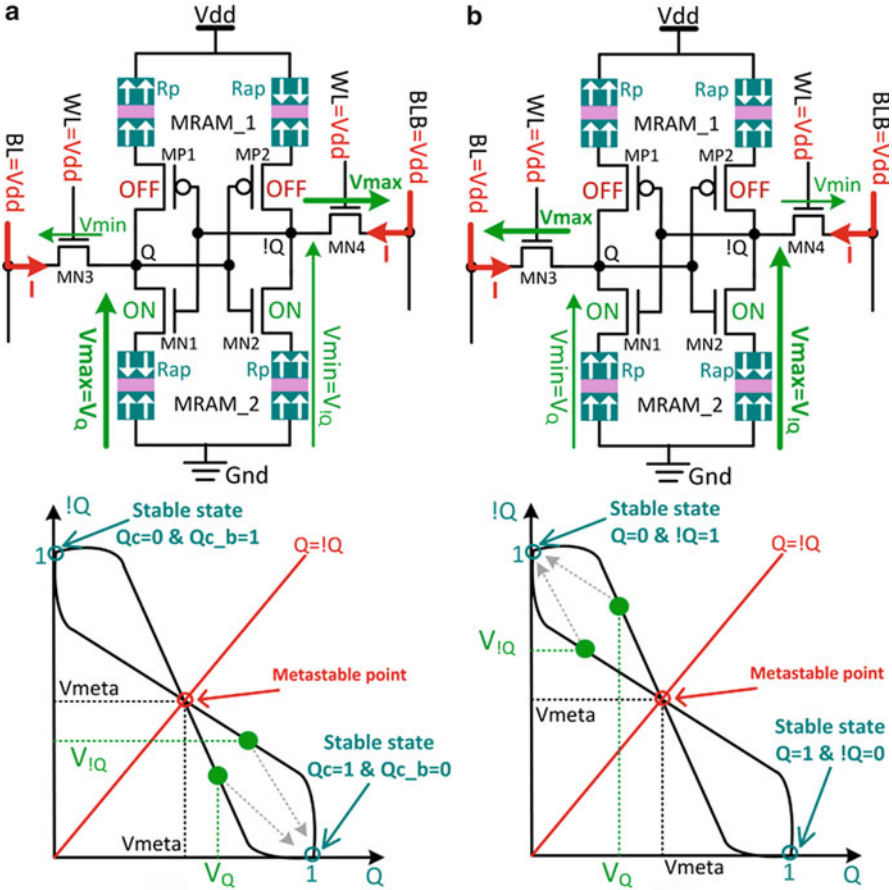 a
Vdd
Rp
Rap
MRAM_1
WL=Vdd
WL=Vdd
BL=Vdd
BLB=Vdd
MP1
MP2
OFF
OFF
Vmax
Vmin
Q
!Q
MN3
MN4
I
I
ON
ON
MN1
MN2
Vmax=VQ
Vmin=V!Q
Rap
Rp
MRAM_2
Gnd
!Q
Stable state
Qc=0 & Qc_b=1
1
Q=!Q
Metastable point
Vmeta
V!Q
Stable state
Qc=1 & Qc_b=0
Vmeta
VQ
1
Q
b
Vdd
Rp
Rap
MRAM_1
WL=Vdd
WL=Vdd
BL=Vdd
BLB=Vdd
MP1
MP2
OFF
OFF
Vmin
Vmax
Q
!Q
MN3
MN4
I
I
ON
ON
MN1
MN2
Vmin=VQ
Vmax=V!Q
Rp
Rap
MRAM_2
Gnd
!Q
Stable state
Q=0 & !Q=1
1
Q=!Q
V!Q
Metastable point
Vmeta
Stable state
Q=1 & !Q=0
VQ
Vmeta
1
Q